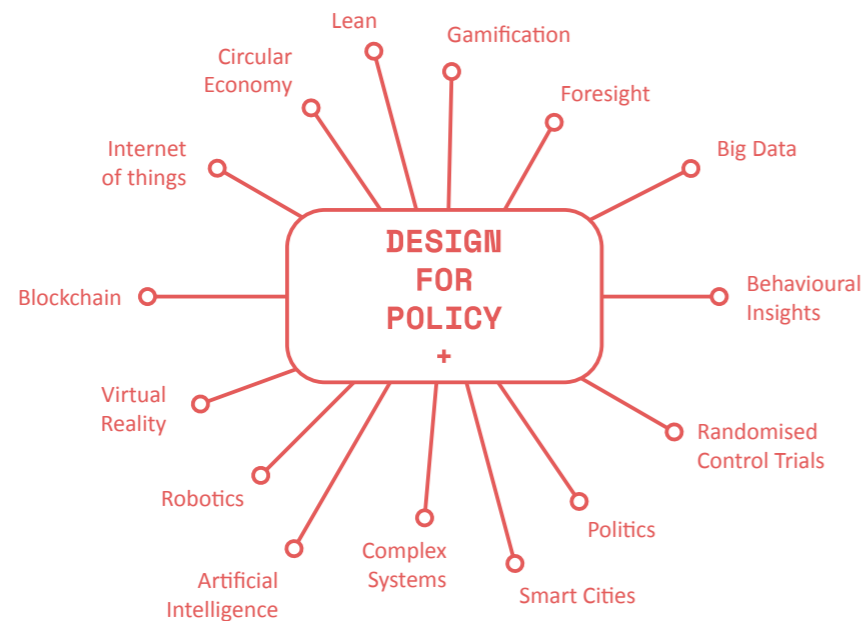 Lean
Gamification
Circular
Economy
Foresight
Internet
of things
Big Data
DESIGN
FOR
POLICY
+
Blockchain
Behavioural
Insights
Virtual
Reality
Randomised
Control Trials
Robotics
Politics
Complex
Systems
Artificial
Intelligence
Smart Cities